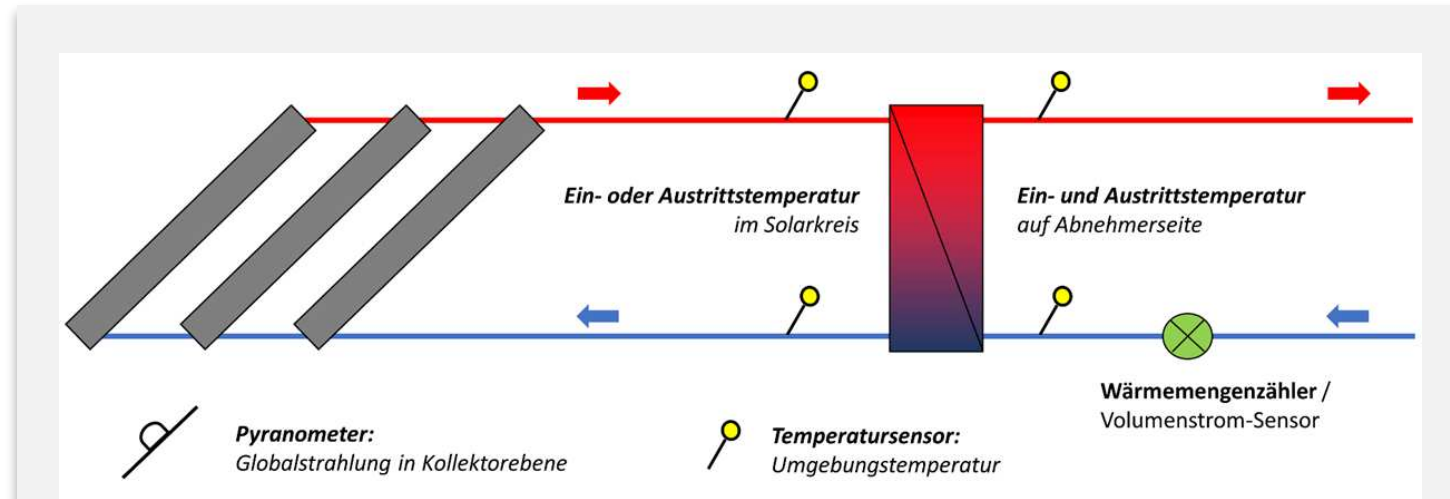 Ein- oder Austrittstemperatur
im Solarkreis
Ein- und Austrittstemperatur
auf Abnehmerseite
Wärmemengenzähler /
Volumenstrom-Sensor
Pyranometer:
Globalstrahlung in Kollektorebene
Temperatursensor:
Umgebungstemperatur